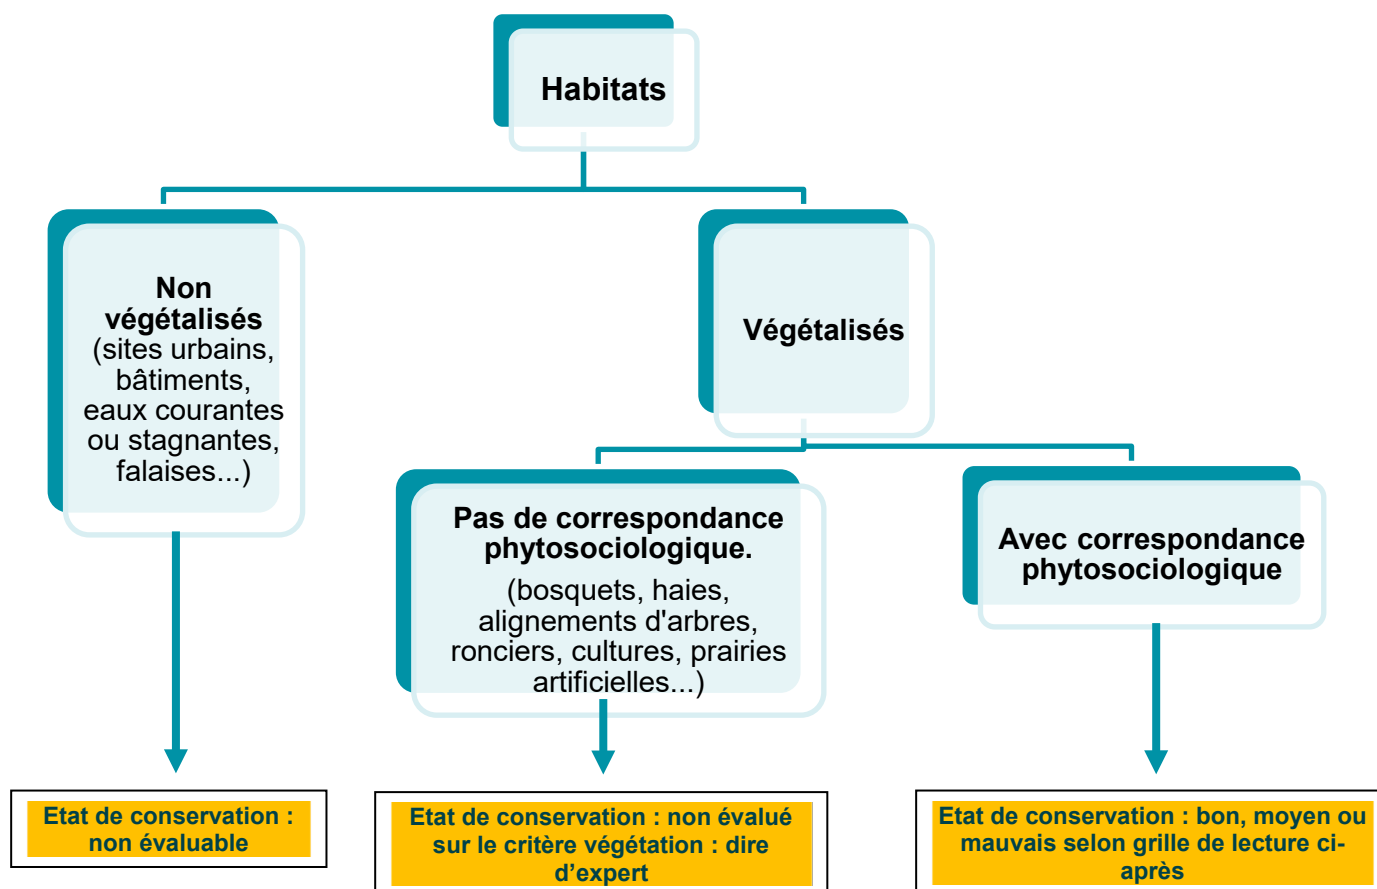 Habitats
Non
végétalisés
(sites urbains,
bâtiments,
eaux courantes
ou stagnantes,
falaises...)
Végétalisés
Pas de correspondance
phytosociologique.
(bosquets, haies,
alignements d'arbres,
ronciers, cultures, prairies
artificielles...)
Avec correspondance
phytosociologique
Etat de conservation :
non évaluable
Etat de conservation : non évalué
sur le critère végétation : dire
d’expert
Etat de conservation : bon, moyen ou
mauvais selon grille de lecture ci-
après